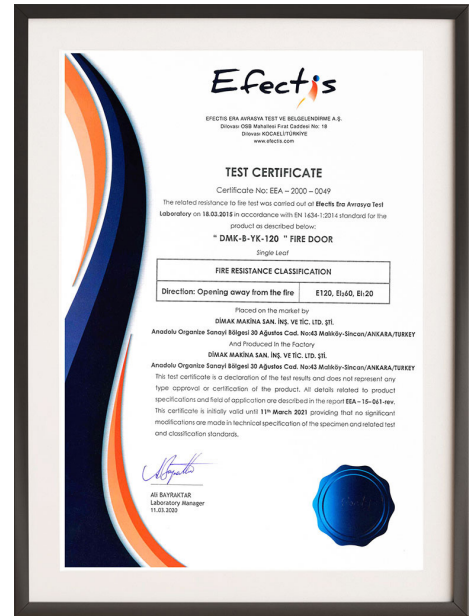 Efectis
EFECTIS ERA AVRASYA TEST VE BELGELENDİRME A.Ş.
Dilovası OSB Mahallesi Fırat Caddesi No: 18
Dilovası KOCAELİ/TÜRKİYE
www.efectis.com
TEST CERTIFICATE
Certificate No: EEA – 2000 - 0049
The related resistance to fire test was carried out at Efectis Era Avrasya Test
Laboratory on 18.03.2015 in accordance with EN 1634-1:2014 standard for the
product as described below:
" DMK-B-YK-120 " FIRE DOOR
Single Leaf
FIRE RESISTANCE CLASSIFICATION
Direction: Opening away from the fire E120, EI₂60, EI₁20
Placed on the market by
DİMAK MAKİNA SAN. İNŞ. VE TİC. LTD. ŞTİ.
Anadolu Organize Sanayi Bölgesi 30 Ağustos Cad. No:43 Malıköy-Sincan/ANKARA/TURKEY
And Produced In the Factory
DİMAK MAKİNA SAN. İNŞ. VE TİC. LTD. ŞTİ.
Anadolu Organize Sanayi Bölgesi 30 Ağustos Cad. No:43 Malıköy-Sincan/ANKARA/TURKEY
This test certificate is a declaration of the test results and does not represent any
type approval or certification of the product. All details related to product
specifications and field of application are described in the report EEA – 15- 061-rev.
This certificate is initially valid until 11th March 2021 providing that no significant
modifications are made in technical specification of the specimen and related test
and classification standards.
Ali BAYRAKTAR
Laboratory Manager
11.03.2020